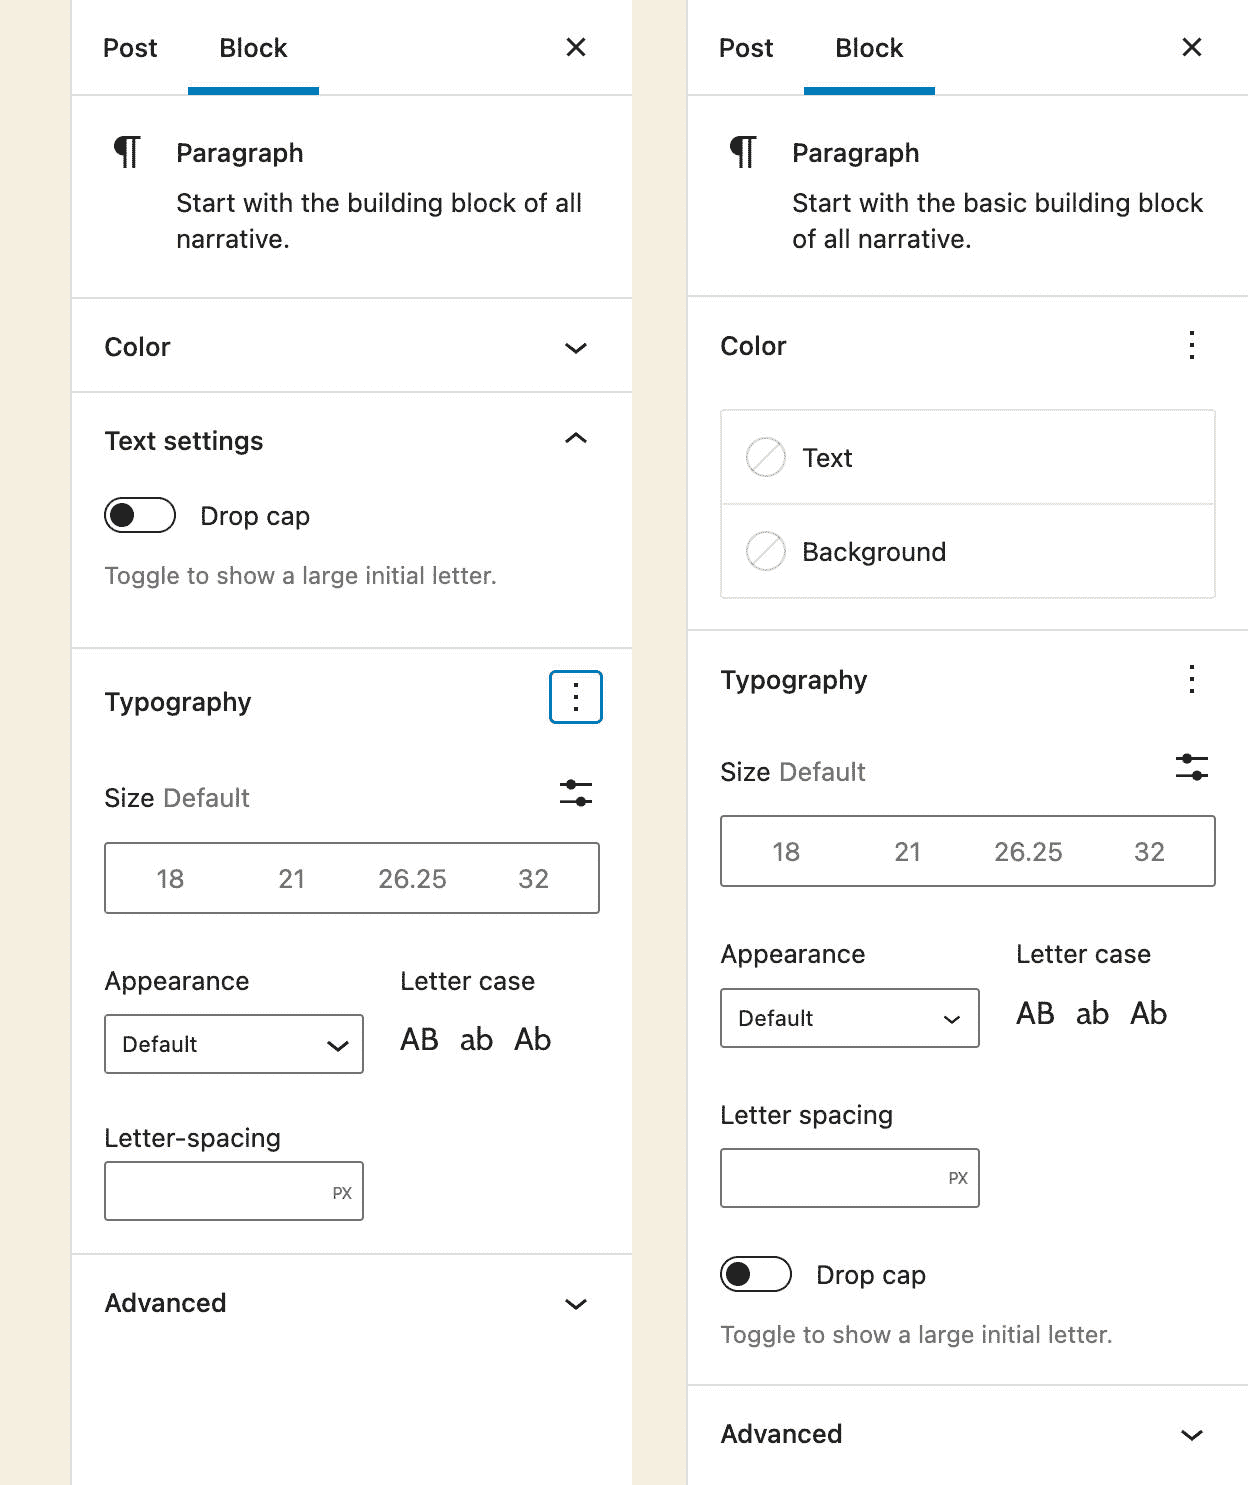 Post Block
Paragraph
Start with the building block of all
narrative.
Color
Text settings
Drop cap
Toggle to show a large initial letter.
Typography
Size Default
18 21 26.25 32
Appearance Letter case
Default AB ab Ab
Letter-spacing
PX
Advanced
Post Block
Paragraph
Start with the basic building block
of all narrative.
Color
Text
Background
Typography
Size Default
18 21 26.25 32
Appearance Letter case
Default AB ab Ab
Letter spacing
PX
Drop cap
Toggle to show a large initial letter.
Advanced